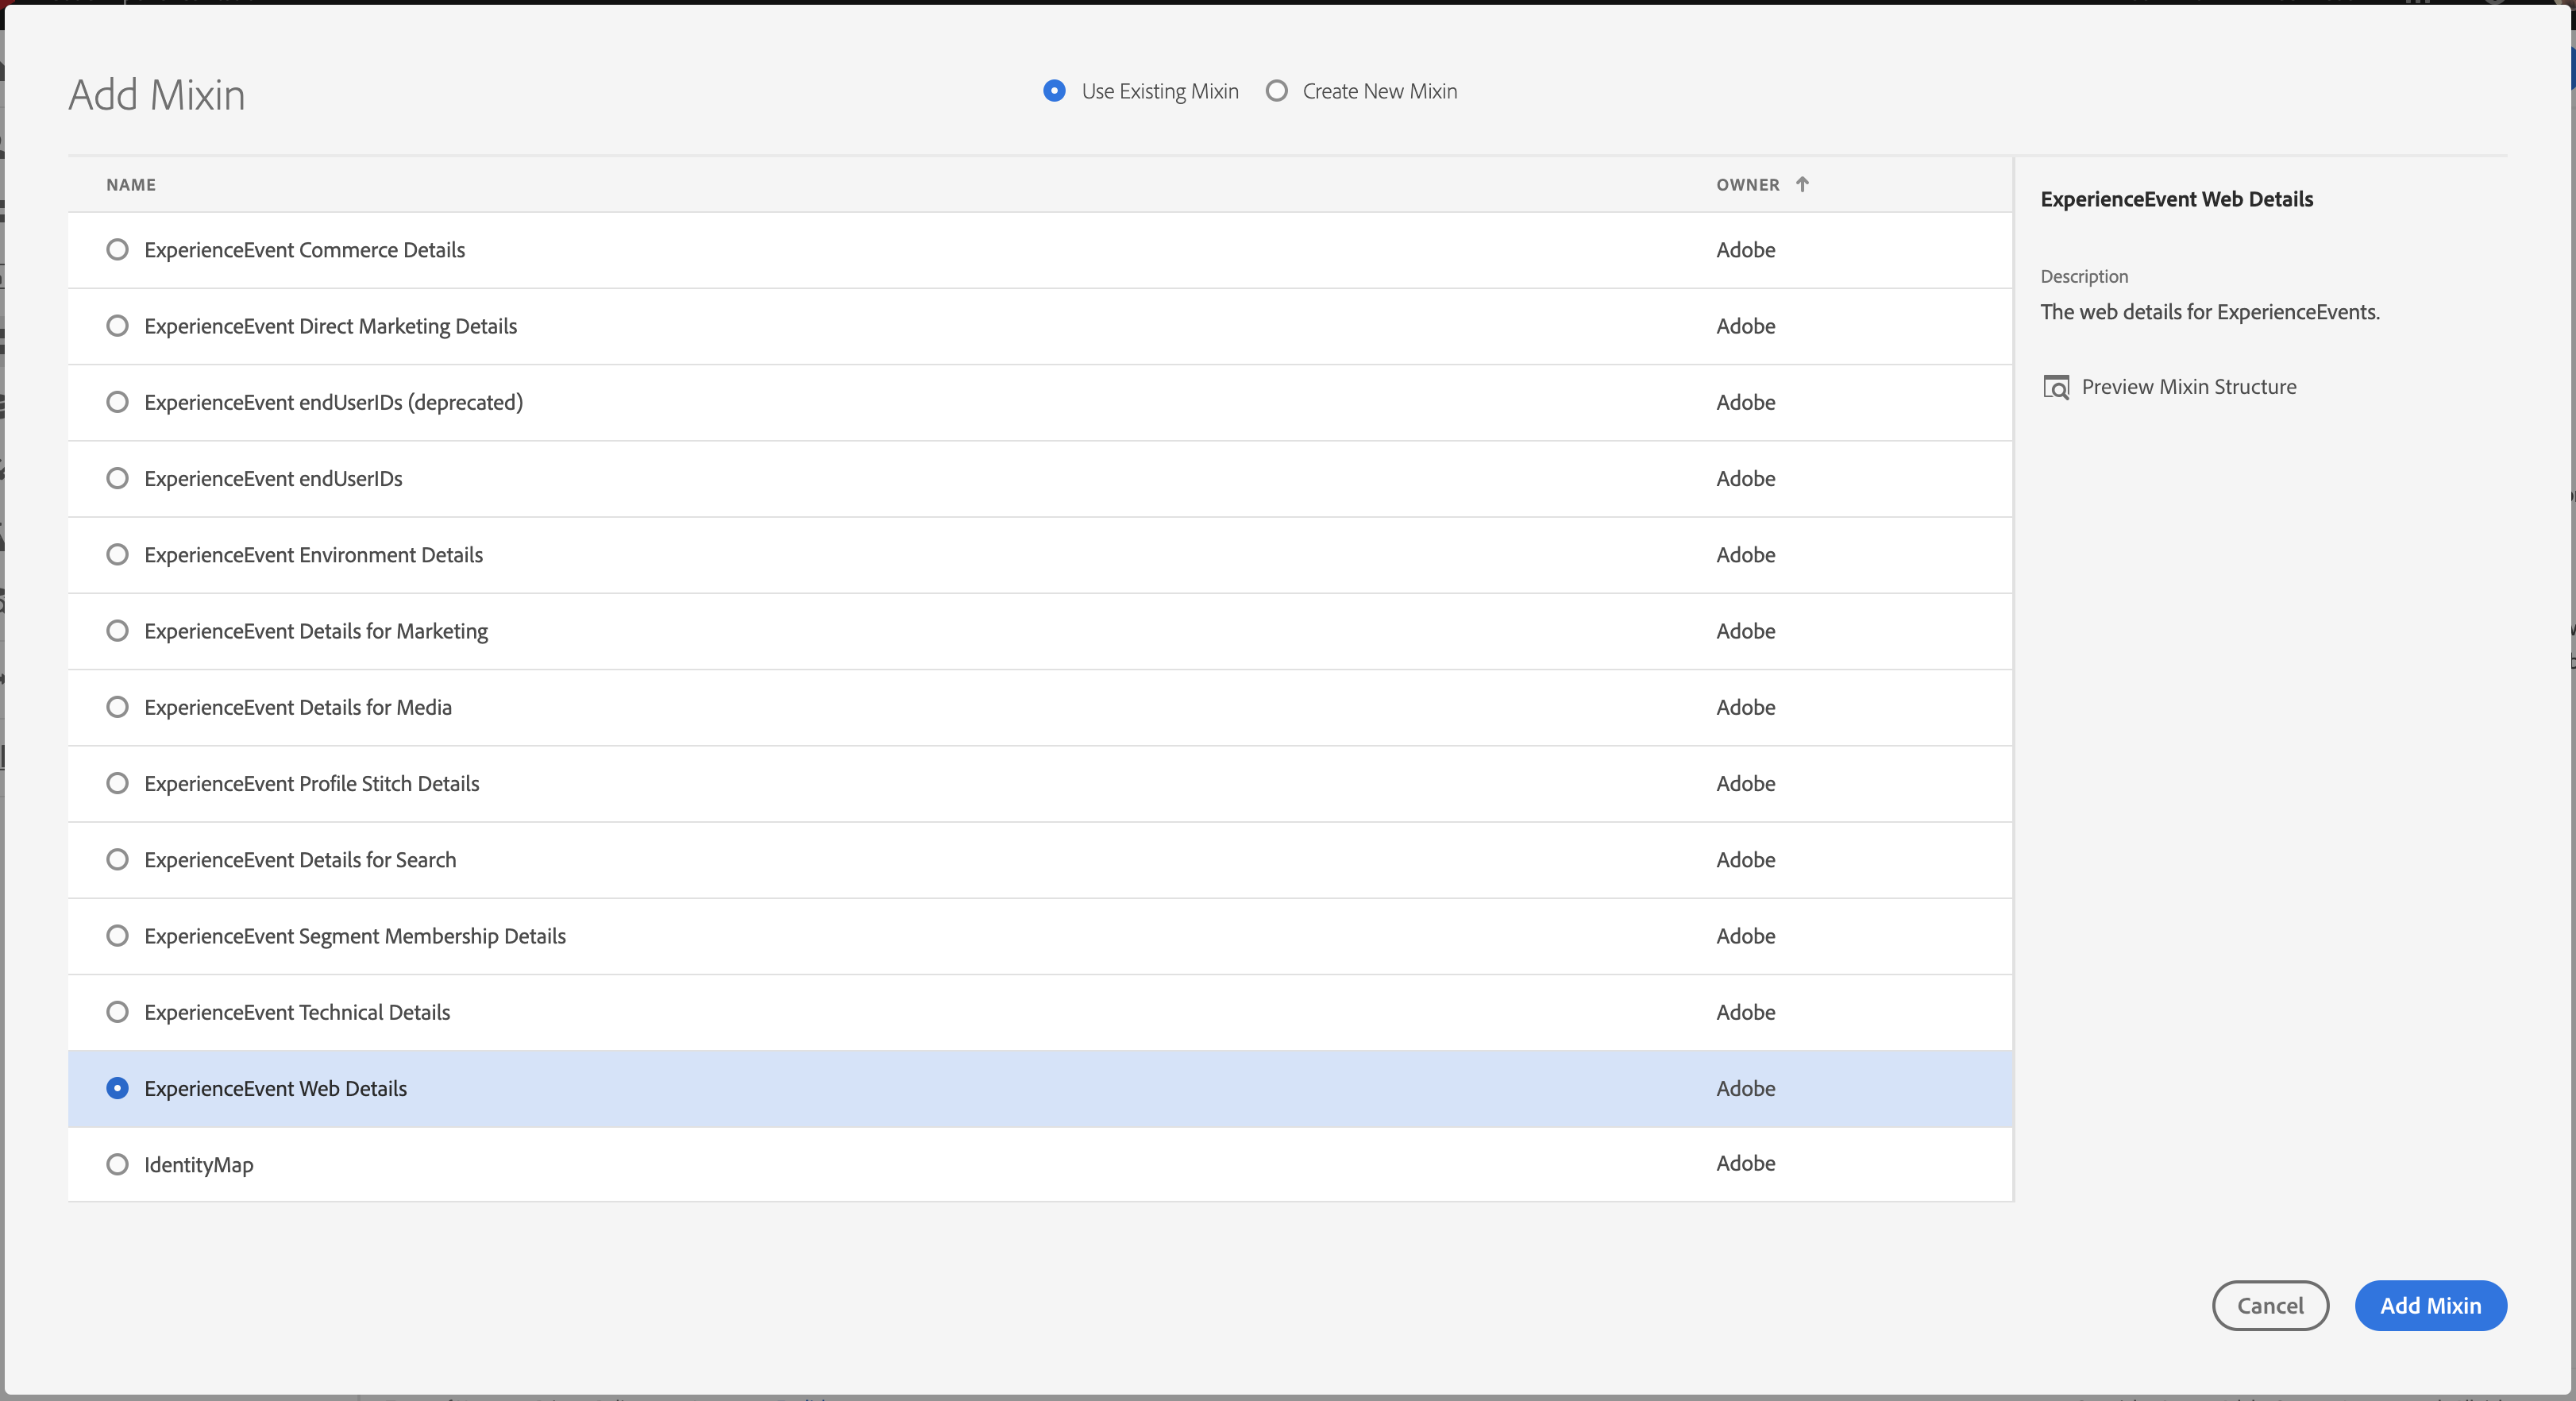 Add Mixin
Use Existing Mixin Create New Mixin
NAME OWNER
ExperienceEvent Commerce Details Adobe
ExperienceEvent Direct Marketing Details Adobe
ExperienceEvent endUserIDs (deprecated) Adobe
ExperienceEvent endUserIDs Adobe
ExperienceEvent Environment Details Adobe
ExperienceEvent Details for Marketing Adobe
ExperienceEvent Details for Media Adobe
ExperienceEvent Profile Stitch Details Adobe
ExperienceEvent Details for Search Adobe
ExperienceEvent Segment Membership Details Adobe
ExperienceEvent Technical Details Adobe
ExperienceEvent Web Details Adobe
IdentityMap Adobe
ExperienceEvent Web Details
Description
The web details for ExperienceEvents.
Preview Mixin Structure
Cancel Add Mixin